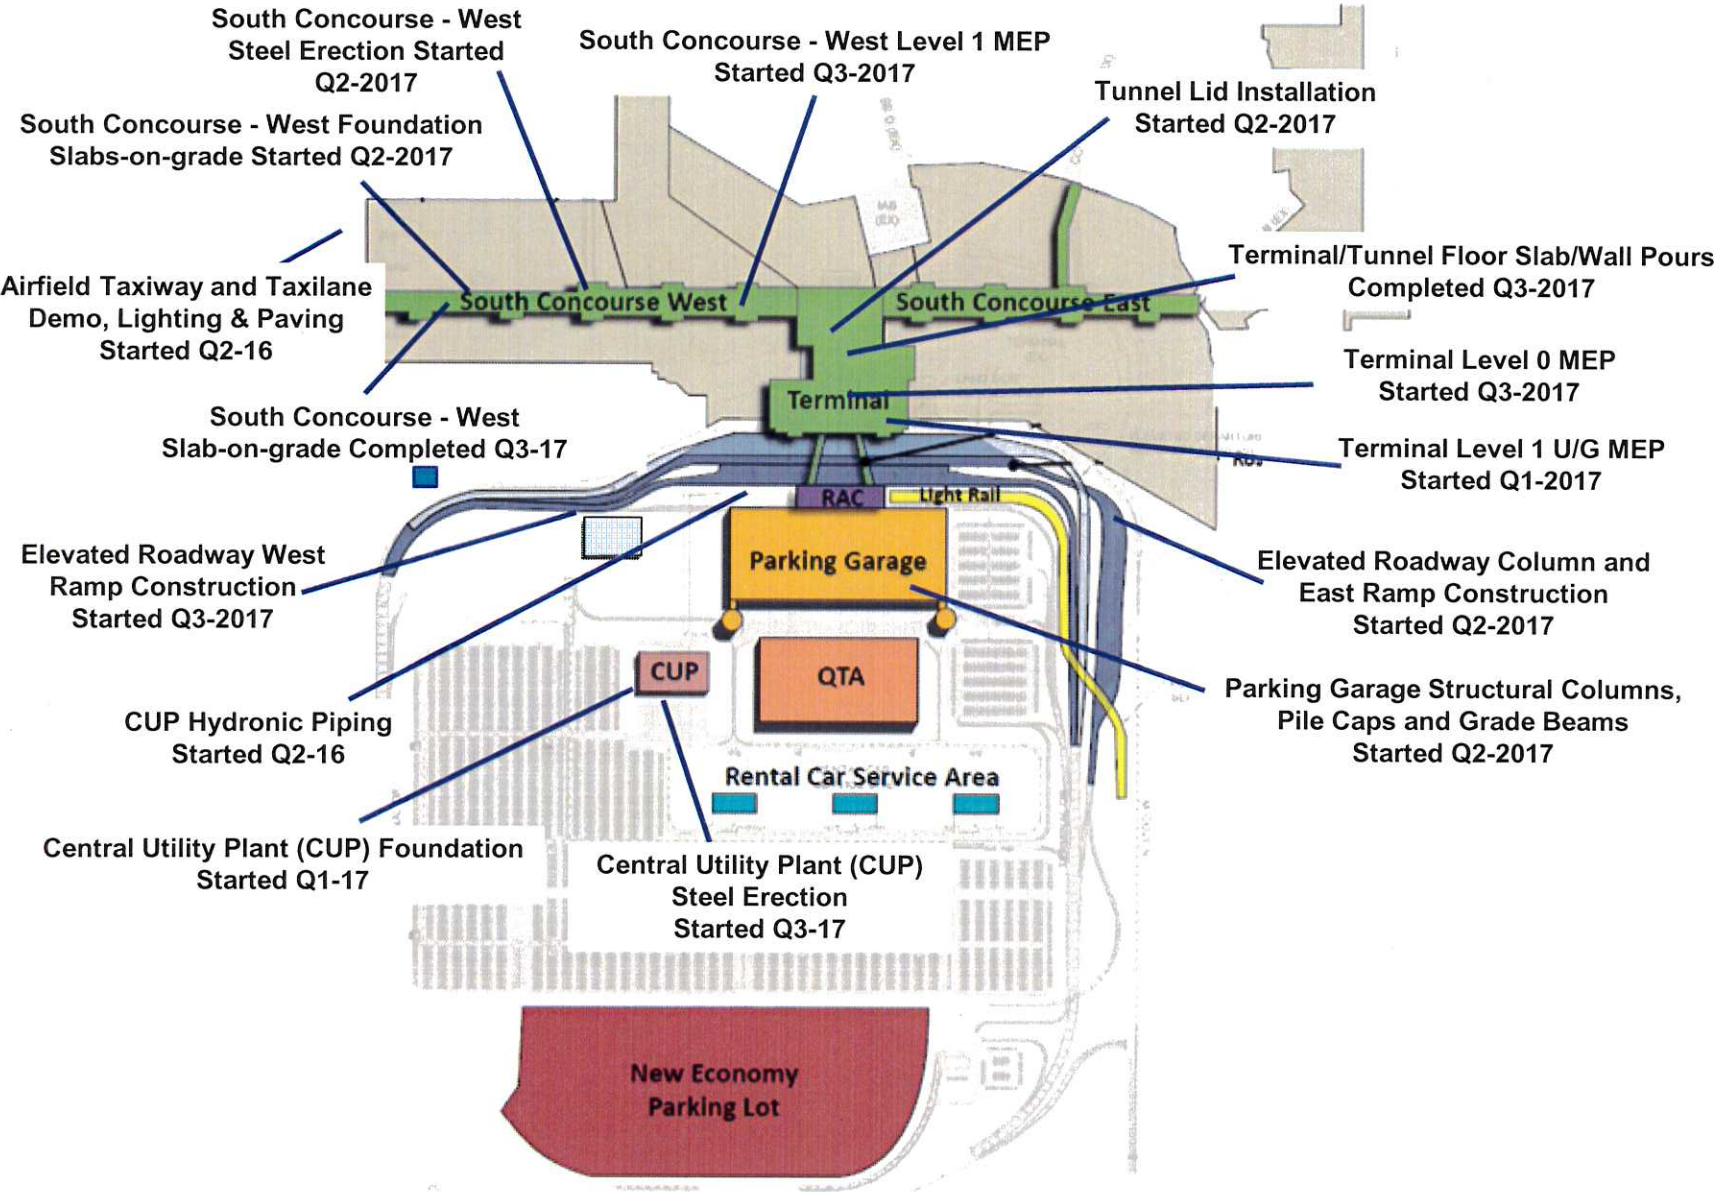 South Concourse - West
Steel Erection Started
Q2-2017
South Concourse - West Level 1 MEP
Started Q3-2017
Tunnel Lid Installation
Started Q2-2017
South Concourse - West Foundation
Slabs-on-grade Started Q2-2017
Airfield Taxiway and Taxilane
Demo, Lighting & Paving
Started Q2-16
South Concourse West
South Concourse East
Terminal/Tunnel Floor Slab/Wall Pours
Completed Q3-2017
Terminal Level 0 MEP
Started Q3-2017
Terminal
South Concourse - West
Slab-on-grade Completed Q3-17
Terminal Level 1 U/G MEP
Started Q1-2017
RAC
Light Rail
Elevated Roadway West
Ramp Construction
Started Q3-2017
Parking Garage
Elevated Roadway Column and
East Ramp Construction
Started Q2-2017
CUP
QTA
Parking Garage Structural Columns,
Pile Caps and Grade Beams
Started Q2-2017
CUP Hydronic Piping
Started Q2-16
Rental Car Service Area
Central Utility Plant (CUP) Foundation
Started Q1-17
Central Utility Plant (CUP)
Steel Erection
Started Q3-17
New Economy
Parking Lot